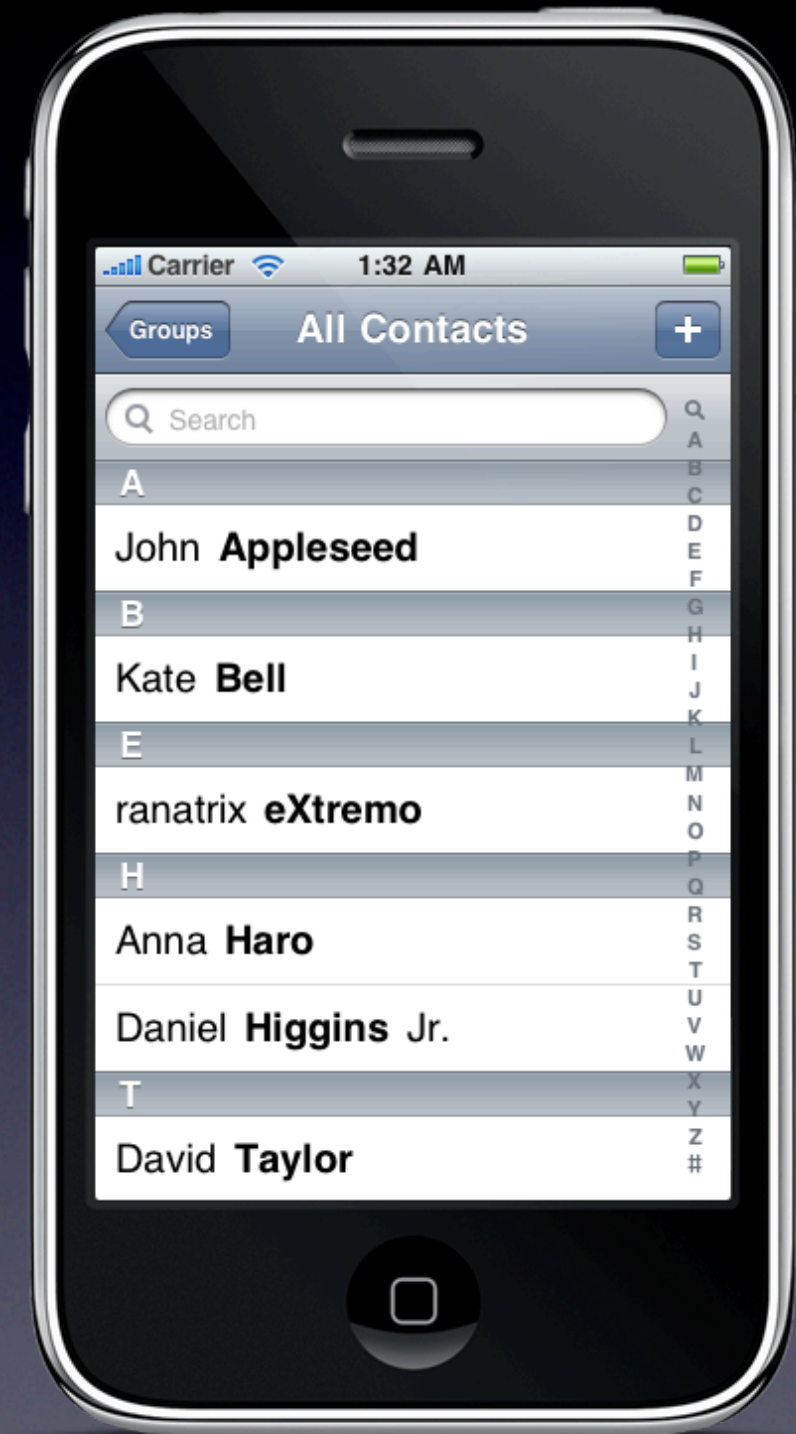 Carrier 1:32 AM
Groups All Contacts +
Search
A
John Appleseed
B
Kate Bell
E
ranatrix eXtremo
H
Anna Haro
Daniel Higgins Jr.
T
David Taylor
A
B
C
D
E
F
G
H
I
J
K
L
M
N
O
P
Q
R
S
T
U
V
W
X
Y
Z
#